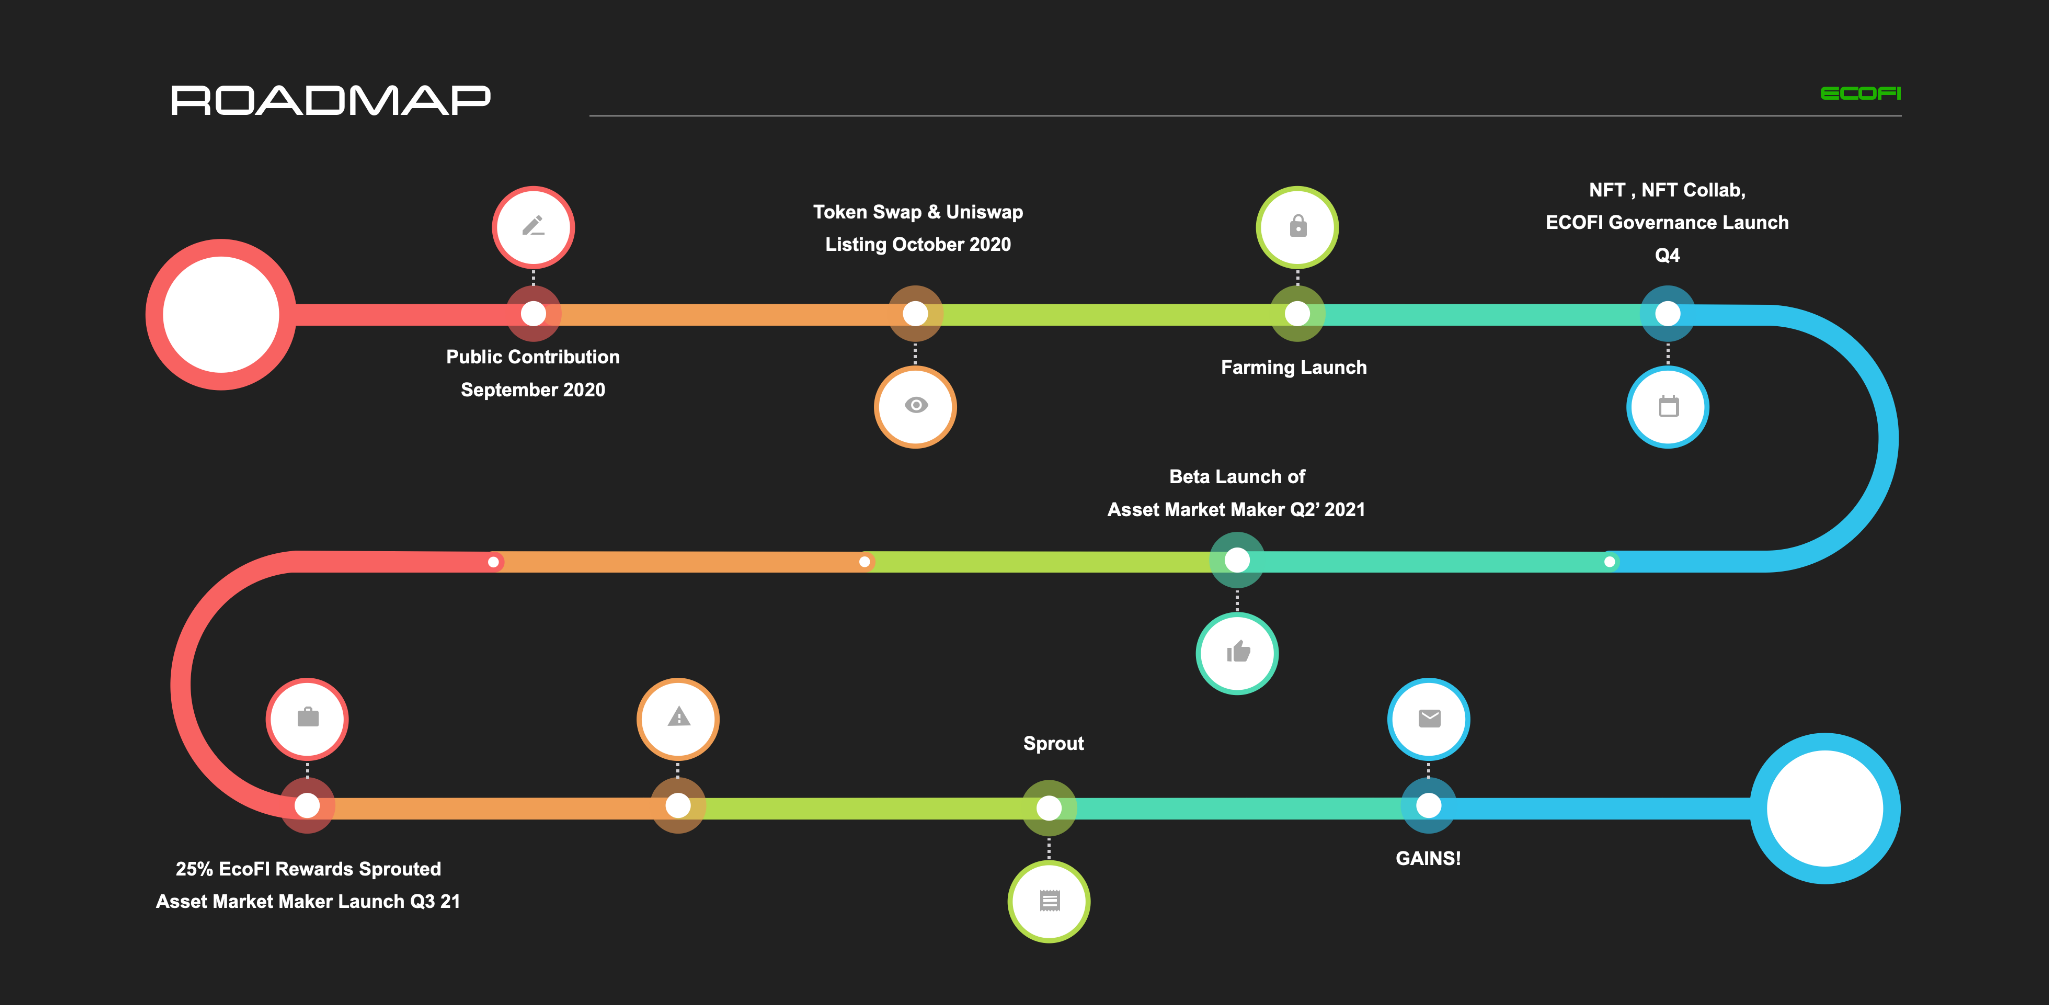 ROADMAP
ECOFI
Public Contribution
September 2020
Token Swap & Uniswap
Listing October 2020
Farming Launch
NFT , NFT Collab,
ECOFI Governance Launch
Q4
Beta Launch of
Asset Market Maker Q2’ 2021
25% EcoFI Rewards Sprouted
Asset Market Maker Launch Q3 21
Sprout
GAINS!